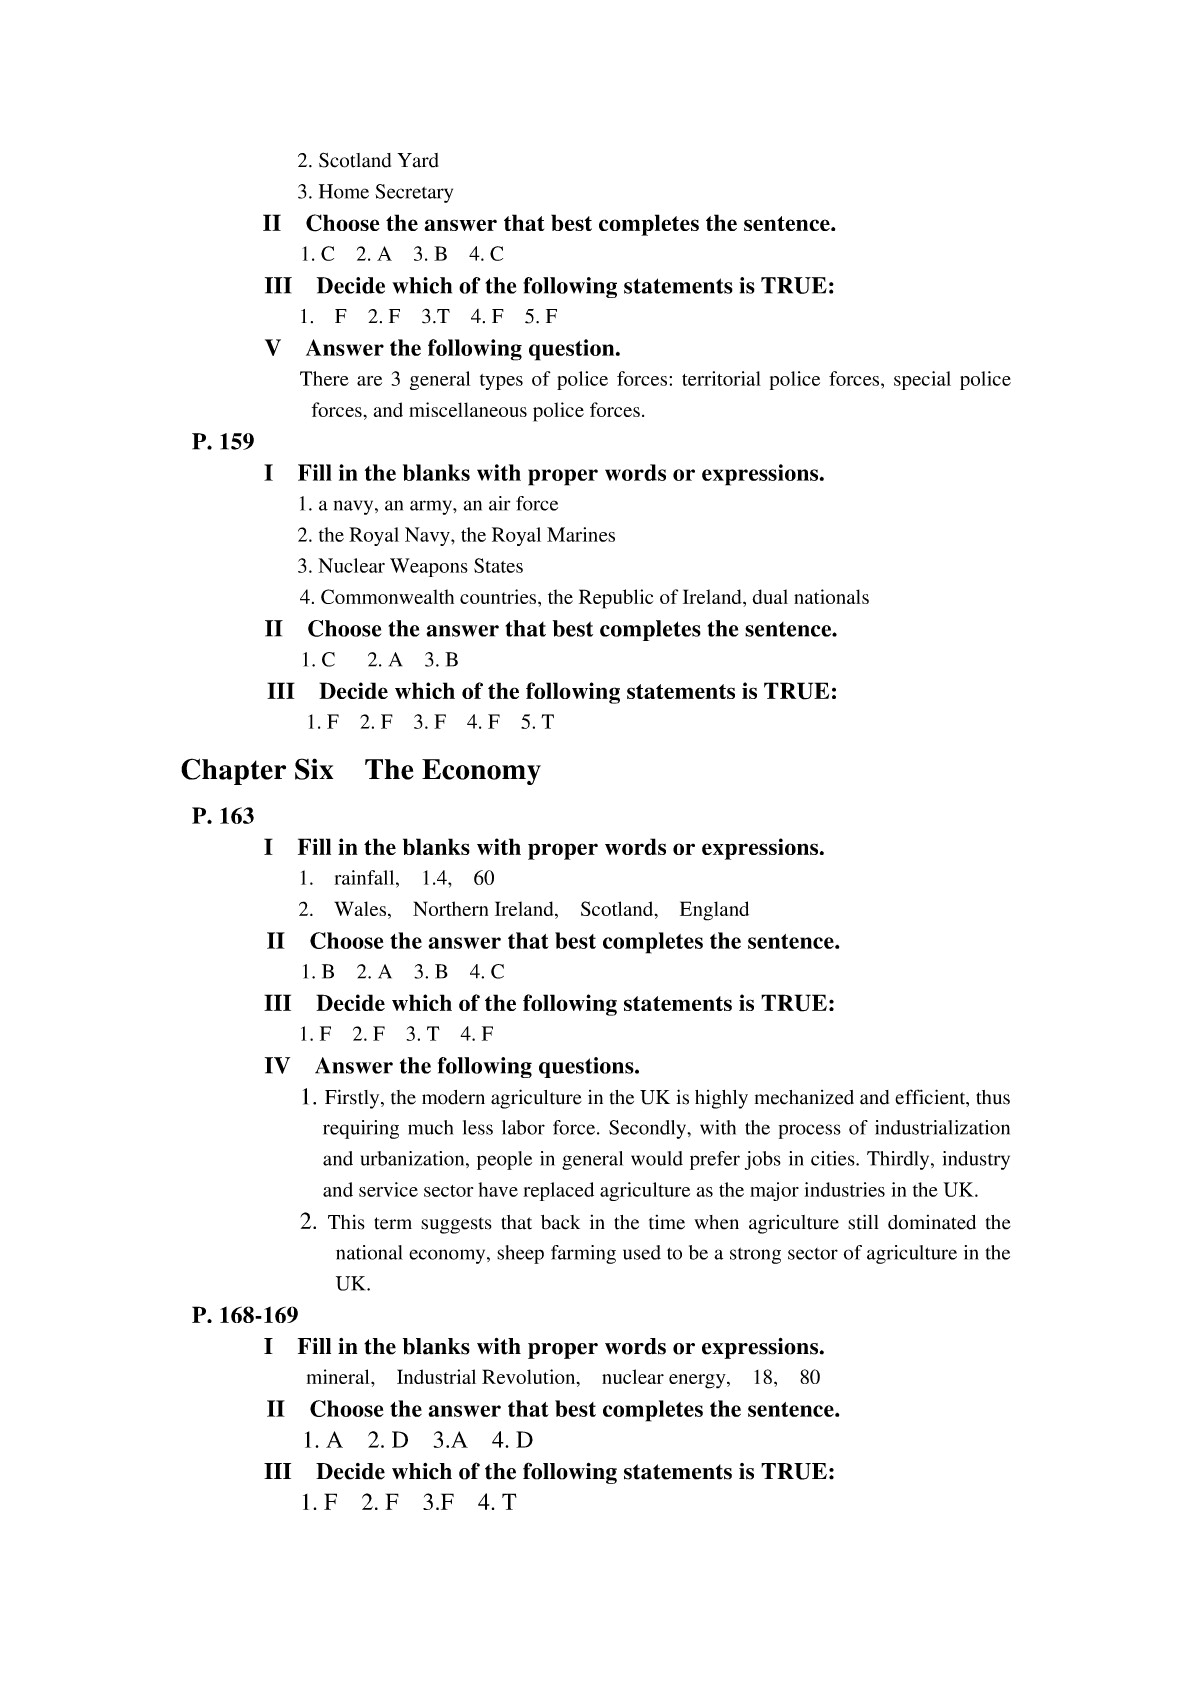 2. Scotland Yard
3. Home Secretary
II Choose the answer that best completes the sentence.
1. C 2. A 3. B 4. C
III Decide which of the following statements is TRUE:
1. F 2. F 3.T 4. F 5. F
V Answer the following question.
There are 3 general types of police forces: territorial police forces, special police
forces, and miscellaneous police forces.
P. 159
I Fill in the blanks with proper words or expressions.
1. a navy, an army, an air force
2. the Royal Navy, the Royal Marines
3. Nuclear Weapons States
4. Commonwealth countries, the Republic of Ireland, dual nationals
II Choose the answer that best completes the sentence.
1. C 2. A 3. B
III Decide which of the following statements is TRUE:
1. F 2. F 3. F 4. F 5. T
Chapter Six The Economy
P. 163
I Fill in the blanks with proper words or expressions.
1. rainfall, 1.4, 60
2. Wales, Northern Ireland, Scotland, England
II Choose the answer that best completes the sentence.
1. B 2. A 3. B 4. C
III Decide which of the following statements is TRUE:
1. F 2. F 3. T 4. F
IV Answer the following questions.
1. Firstly, the modern agriculture in the UK is highly mechanized and efficient, thus
requiring much less labor force. Secondly, with the process of industrialization
and urbanization, people in general would prefer jobs in cities. Thirdly, industry
and service sector have replaced agriculture as the major industries in the UK.
2. This term suggests that back in the time when agriculture still dominated the
national economy, sheep farming used to be a strong sector of agriculture in the
UK.
P. 168-169
I Fill in the blanks with proper words or expressions.
mineral, Industrial Revolution, nuclear energy, 18, 80
II Choose the answer that best completes the sentence.
1. A 2. D 3.A 4. D
III Decide which of the following statements is TRUE:
1. F 2. F 3.F 4. T